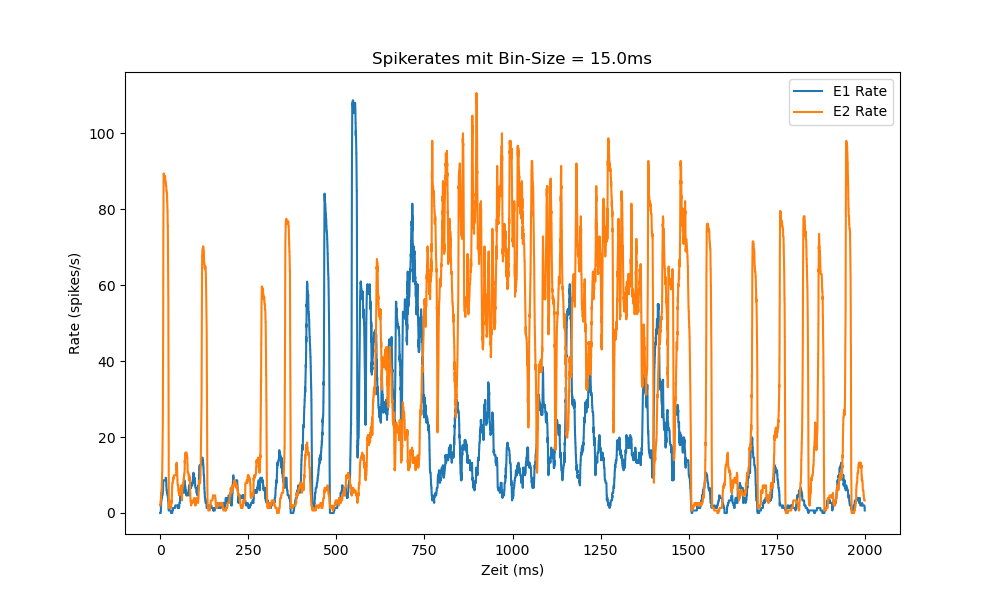 Spikerates mit Bin-Size = 15.0ms
E1 Rate
E2 Rate
Rate (spikes/s)
100
80
60
40
20
0
0 250 500 750 1000 1250 1500 1750 2000
Zeit (ms)